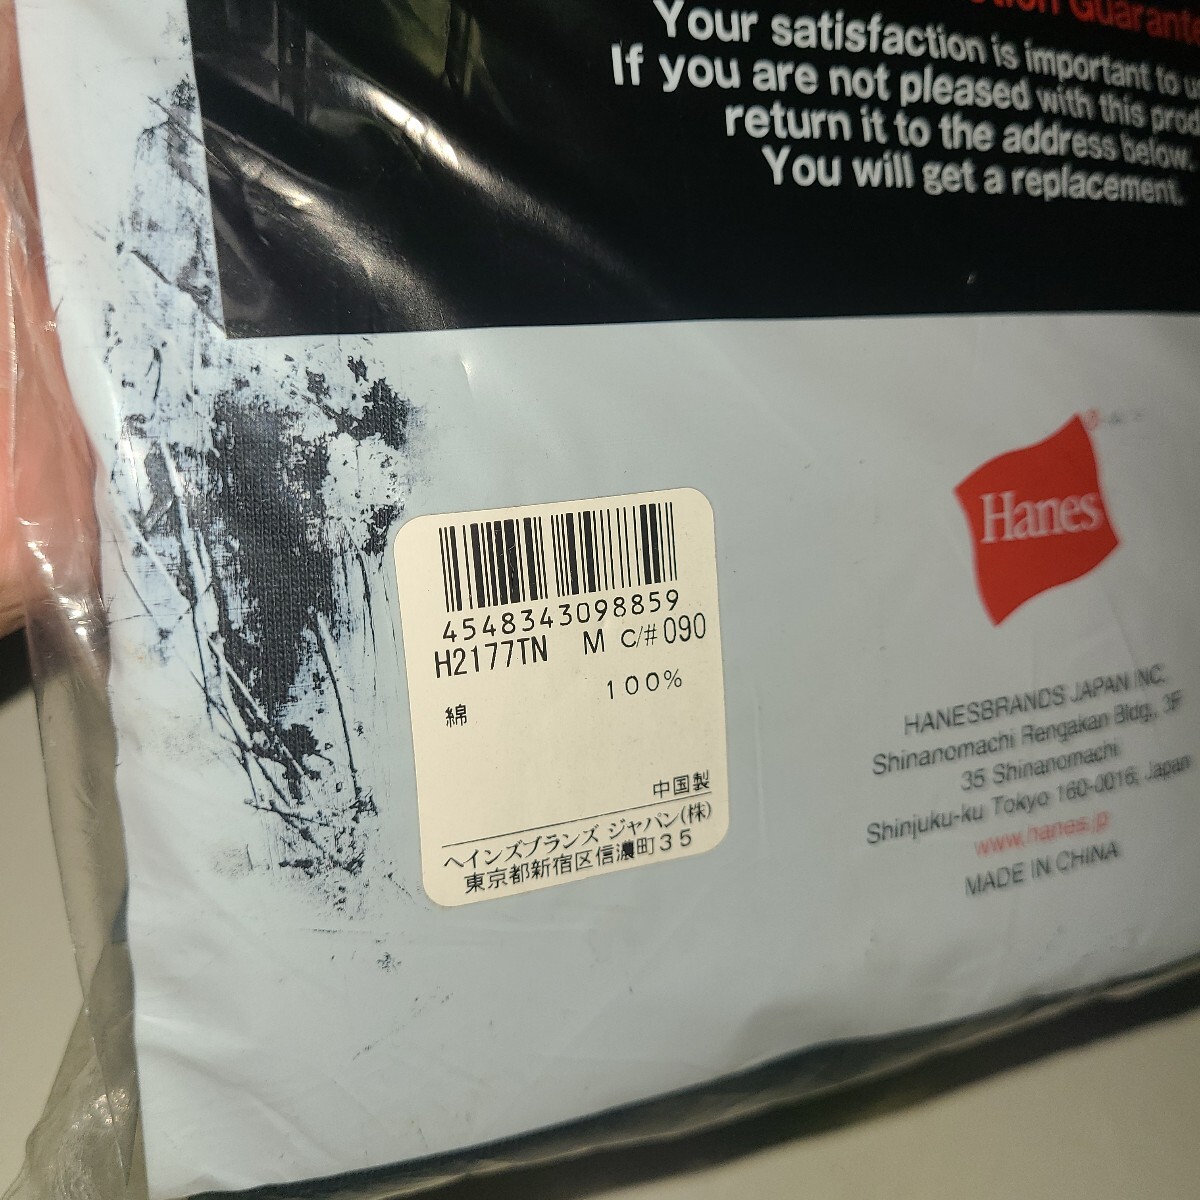 Your satisfaction is important to
If you are not pleased with this
return it to the address below.
You will get a replacement.
Hanes
4548343098859
H2177TN M C/# 090
100%
綿
中国製
ヘインズブランズ ジャパン(株)
東京都新宿区信濃町35
HANESBRANDS JAPAN INC.
Shinanomachi Rengakan Bldg, 3F
35 Shinanomachi
Shinjuku-ku Tokyo 160-0016, Japan
www.hanes.jp
MADE IN CHINA